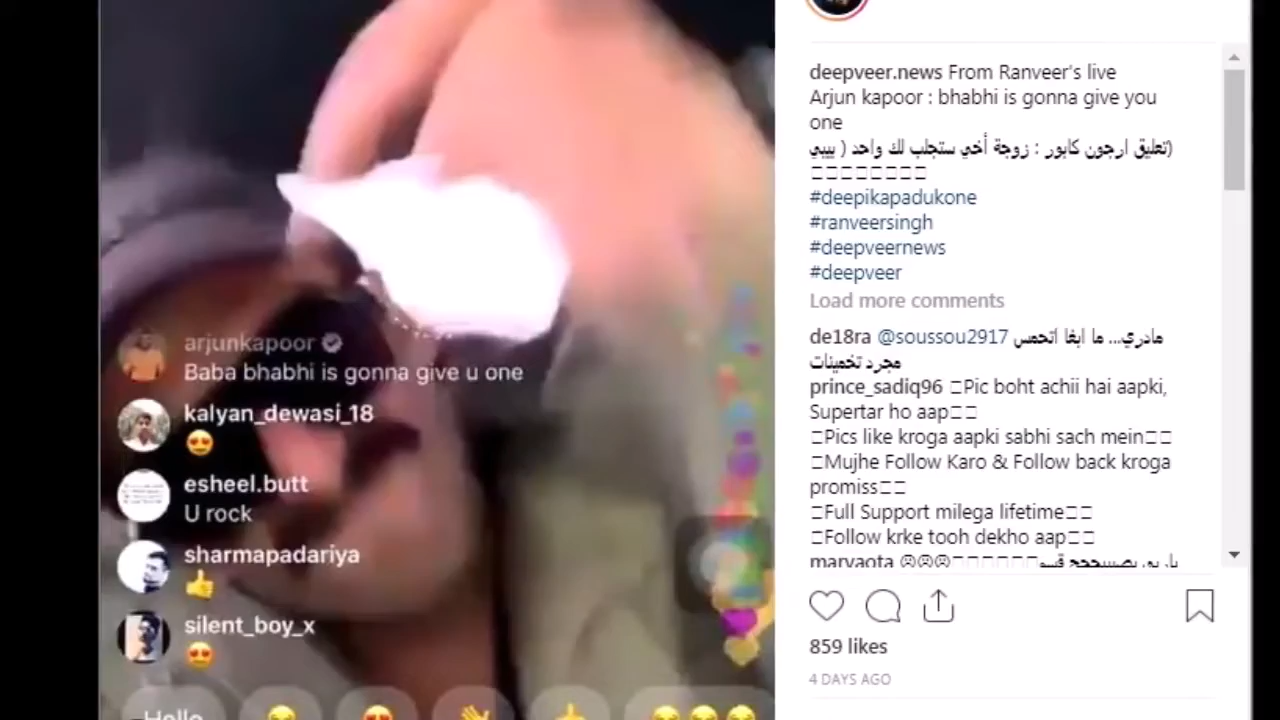 arjunkapoor
Baba bhabhi is gonna give u one
kalyan_dewasi_18
😍
esheel.butt
U rock
sharmapadariya
👍
silent_boy_x
😍
Hello
deepveer.news From Ranveer's live
Arjun kapoor : bhabhi is gonna give you
one
(تعليق ارجون كابور : زوجة أخي ستجلب لك واحد ( بيبي
#deepikapadukone
#ranveersingh
#deepveernews
#deepveer
Load more comments
de18ra @soussou2917 مادري... ما ابغا اتحمس
مجرد تخمينات
prince_sadiq96 Pic boht achii hai aapki,
Supertar ho aap
Pics like kroga aapki sabhi sach mein
Mujhe Follow Karo & Follow back kroga
promiss
Full Support milega lifetime
Follow krke tooh dekho aap
859 likes
4 DAYS AGO